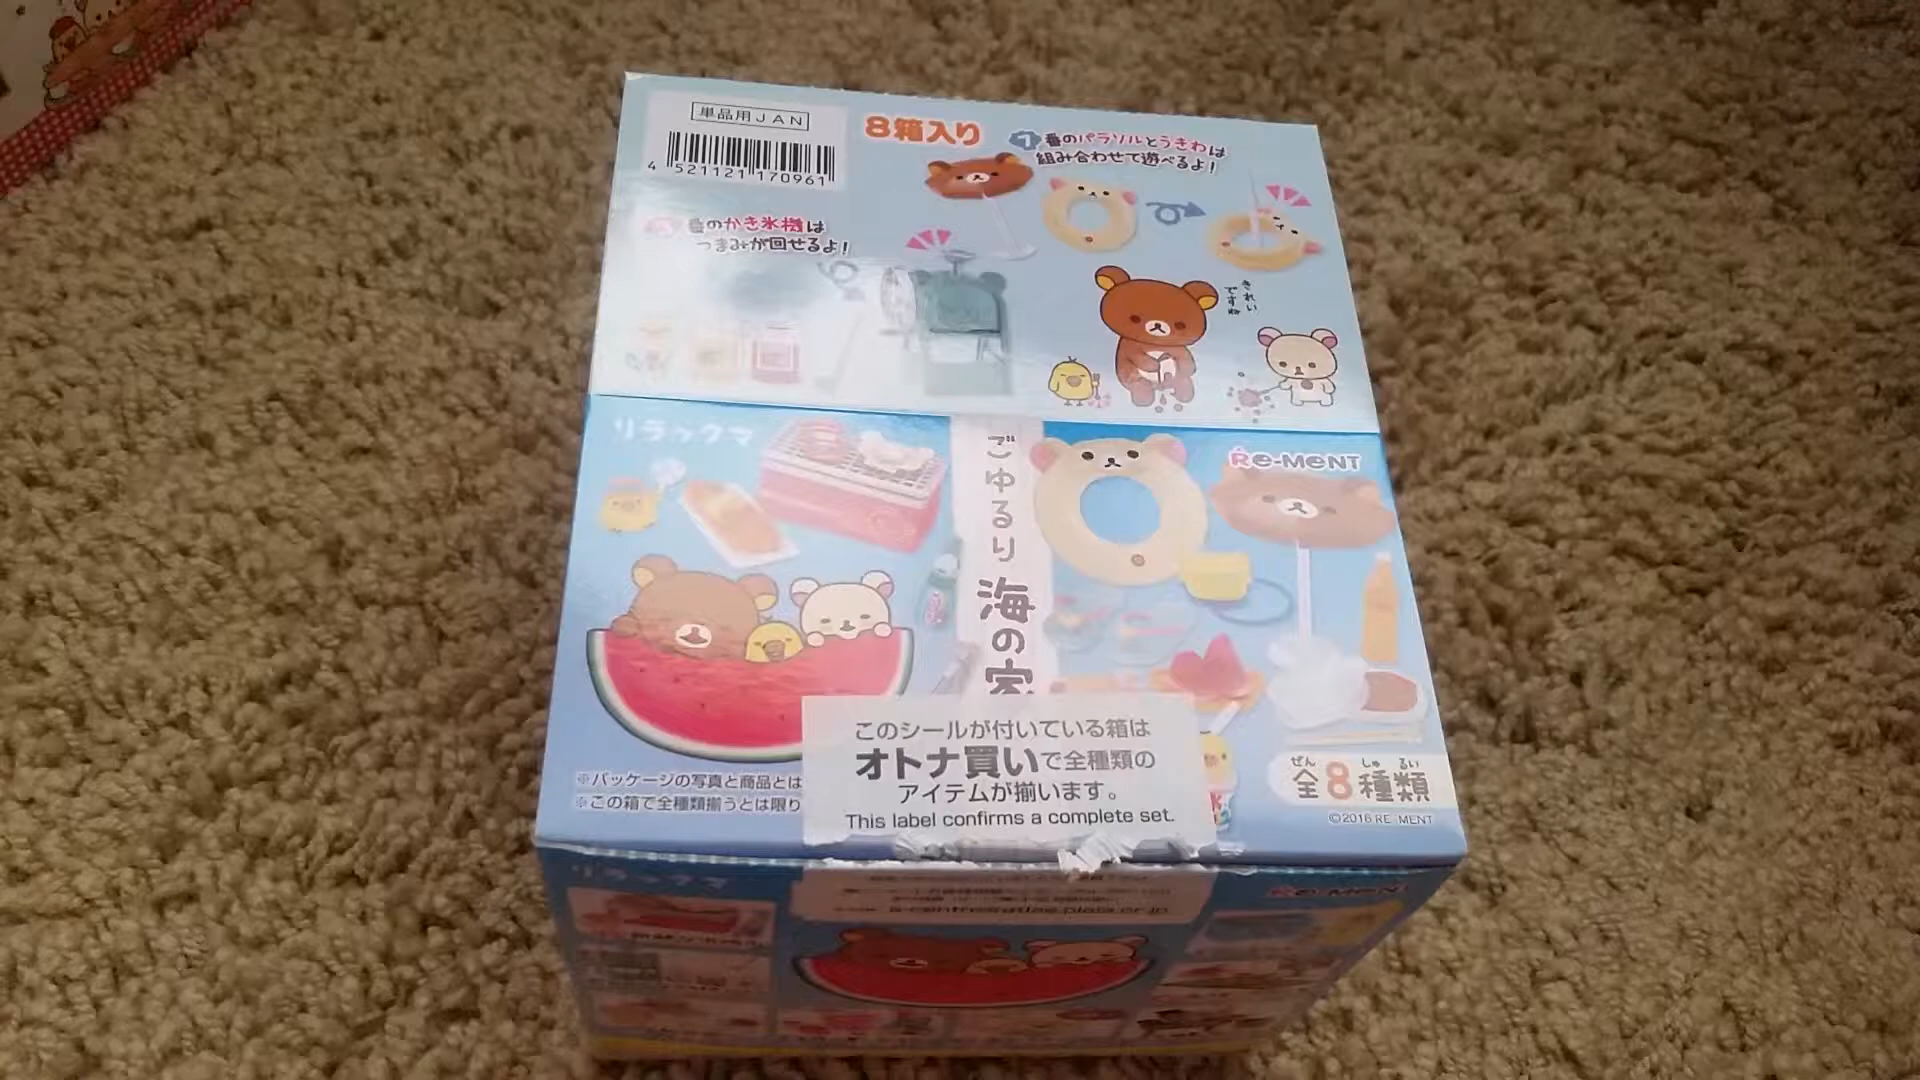 単品用JAN
4 521121 170961
8箱入り
7番のパラソルとうきわは
組み合わせて遊べるよ!
番のかき氷機は
つまみが回せるよ!
きれい
ですね
リラックマ
Re-MeNT
ごゆるり
海の家
このシールが付いている箱は
オトナ買いで全種類の
アイテムが揃います。
This label confirms a complete set.
※パッケージの写真と商品とは
※この箱で全種類揃うとは限り
ぜん しゅ るい
全8種類
©2016 RE-MENT
リラックマ
Re-MeNT